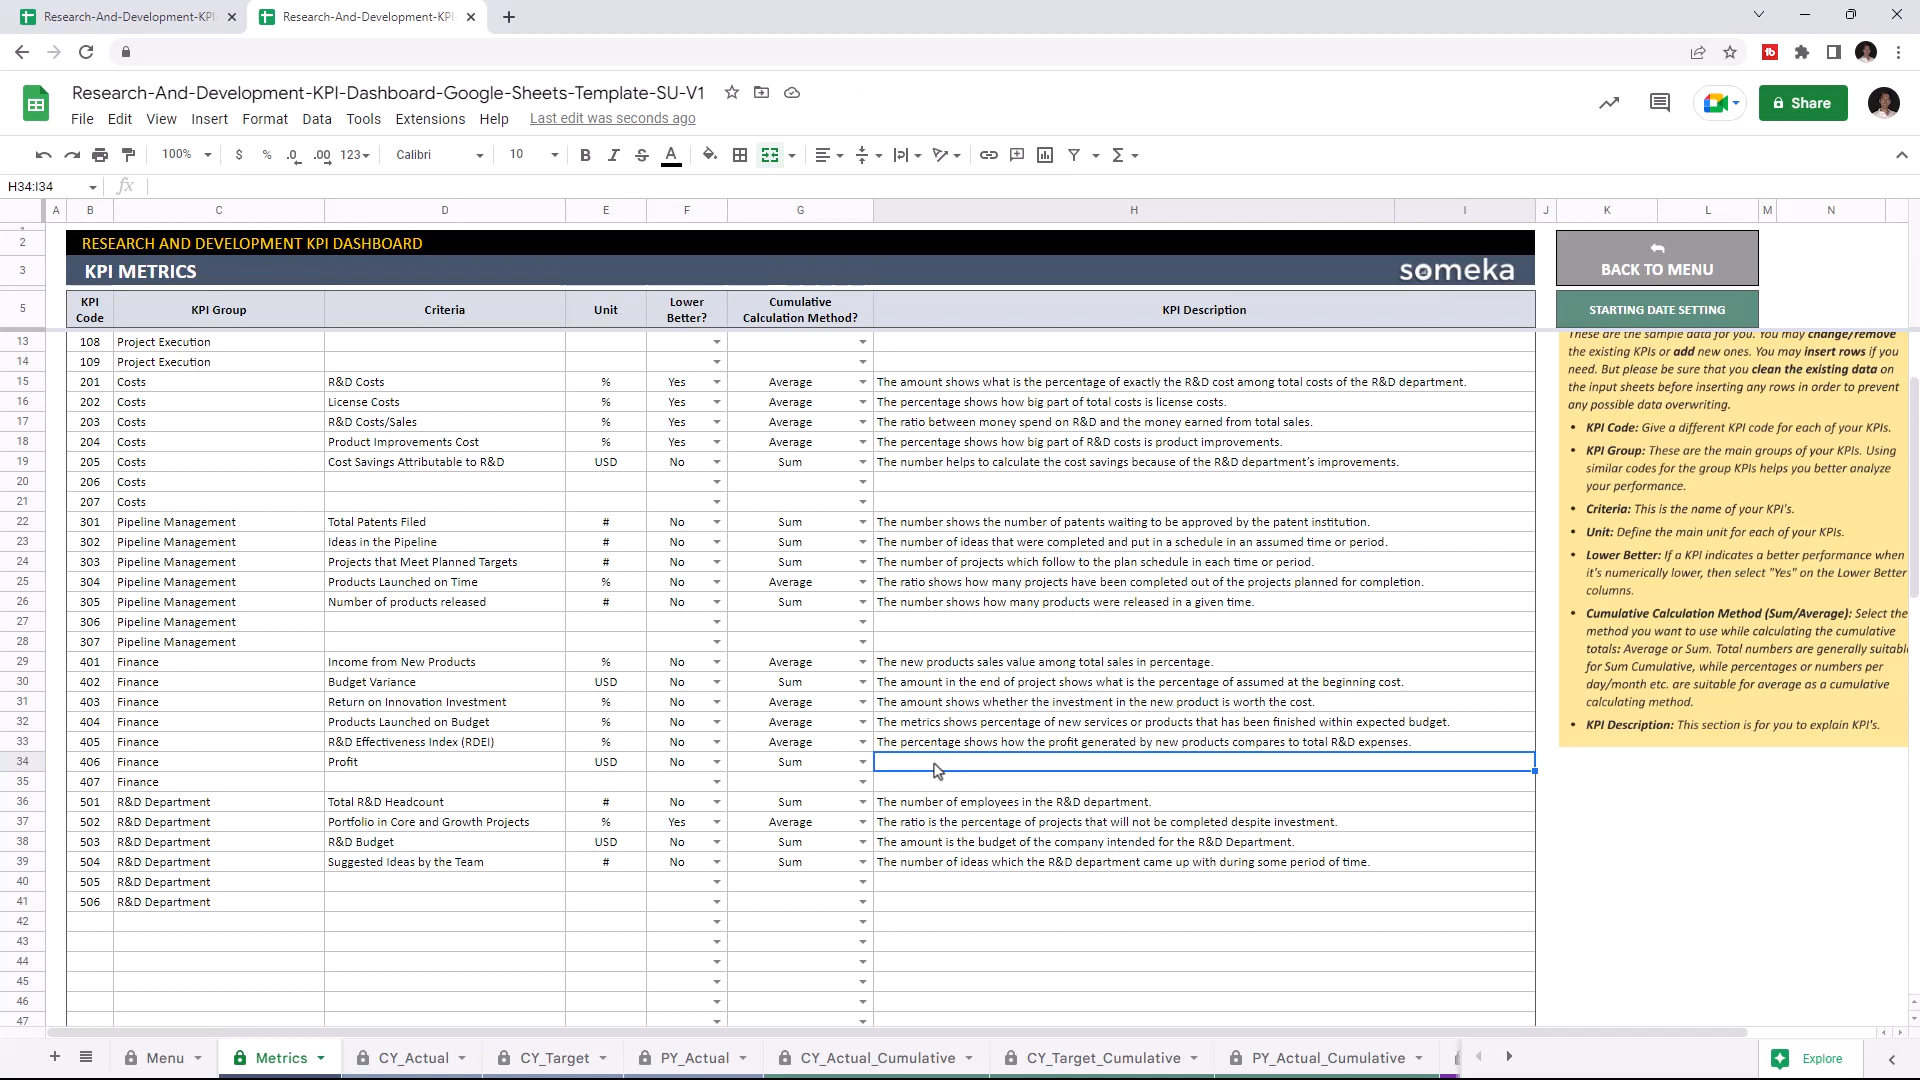 Research-And-Development-KPI-
Research-And-Development-KPI-
Research-And-Development-KPI-Dashboard-Google-Sheets-Template-SU-V1
Share
File Edit View Insert Format Data Tools Extensions Help Last edit was seconds ago
100% $ % .0 .00 123 Calibri 10 B I S A Σ
H34:I34 fx
A B C D E F G H I J K L M N
2 RESEARCH AND DEVELOPMENT KPI DASHBOARD
3 KPI METRICS someka
BACK TO MENU
5 KPI Code KPI Group Criteria Unit Lower Better? Cumulative Calculation Method? KPI Description
STARTING DATE SETTING
13 108 Project Execution
14 109 Project Execution
15 201 Costs R&D Costs % Yes Average The amount shows what is the percentage of exactly the R&D cost among total costs of the R&D department.
16 202 Costs License Costs % Yes Average The percentage shows how big part of total costs is license costs.
17 203 Costs R&D Costs/Sales % Yes Average The ratio between money spend on R&D and the money earned from total sales.
18 204 Costs Product Improvements Cost % Yes Average The percentage shows how big part of R&D costs is product improvements.
19 205 Costs Cost Savings Attributable to R&D USD No Sum The number helps to calculate the cost savings because of the R&D department's improvements.
20 206 Costs
21 207 Costs
22 301 Pipeline Management Total Patents Filed # No Sum The number shows the number of patents waiting to be approved by the patent institution.
23 302 Pipeline Management Ideas in the Pipeline # No Sum The number of ideas that were completed and put in a schedule in an assumed time or period.
24 303 Pipeline Management Projects that Meet Planned Targets # No Sum The number of projects which follow to the plan schedule in each time or period.
25 304 Pipeline Management Products Launched on Time % No Average The ratio shows how many projects have been completed out of the projects planned for completion.
26 305 Pipeline Management Number of products released # No Sum The number shows how many products were released in a given time.
27 306 Pipeline Management
28 307 Pipeline Management
29 401 Finance Income from New Products % No Average The new products sales value among total sales in percentage.
30 402 Finance Budget Variance USD No Sum The amount in the end of project shows what is the percentage of assumed at the beginning cost.
31 403 Finance Return on Innovation Investment % No Average The amount shows whether the investment in the new product is worth the cost.
32 404 Finance Products Launched on Budget % No Average The metrics shows percentage of new services or products that has been finished within expected budget.
33 405 Finance R&D Effectiveness Index (RDEI) % No Average The percentage shows how the profit generated by new products compares to total R&D expenses.
34 406 Finance Profit USD No Sum
35 407 Finance
36 501 R&D Department Total R&D Headcount # No Sum The number of employees in the R&D department.
37 502 R&D Department Portfolio in Core and Growth Projects % Yes Average The ratio is the percentage of projects that will not be completed despite investment.
38 503 R&D Department R&D Budget USD No Sum The amount is the budget of the company intended for the R&D Department.
39 504 R&D Department Suggested Ideas by the Team # No Sum The number of ideas which the R&D department came up with during some period of time.
40 505 R&D Department
41 506 R&D Department
42
43
44
45
46
47
These are the sample data for you. You may change/remove
the existing KPIs or add new ones. You may insert rows if you
need. But please be sure that you clean the existing data on
the input sheets before inserting any rows in order to prevent
any possible data overwriting.
• KPI Code: Give a different KPI code for each of your KPIs.
• KPI Group: These are the main groups of your KPIs. Using
similar codes for the group KPIs helps you better analyze
your performance.
• Criteria: This is the name of your KPI's.
• Unit: Define the main unit for each of your KPIs.
• Lower Better: If a KPI indicates a better performance when
it's numerically lower, then select "Yes" on the Lower Better
columns.
• Cumulative Calculation Method (Sum/Average): Select the
method you want to use while calculating the cumulative
totals: Average or Sum. Total numbers are generally suitable
for Sum Cumulative, while percentages or numbers per
day/month etc. are suitable for average as a cumulative
calculating method.
• KPI Description: This section is for you to explain KPI's.
Menu Metrics CY_Actual CY_Target PY_Actual CY_Actual_Cumulative CY_Target_Cumulative PY_Actual_Cumulative Explore